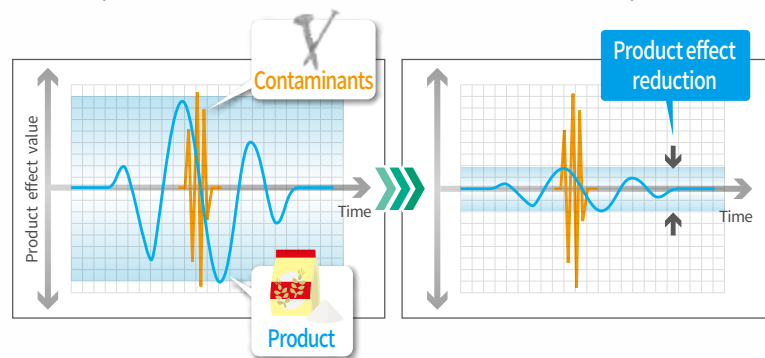 Contaminants
Product effect value
Time
Product
Product effect
reduction
Time